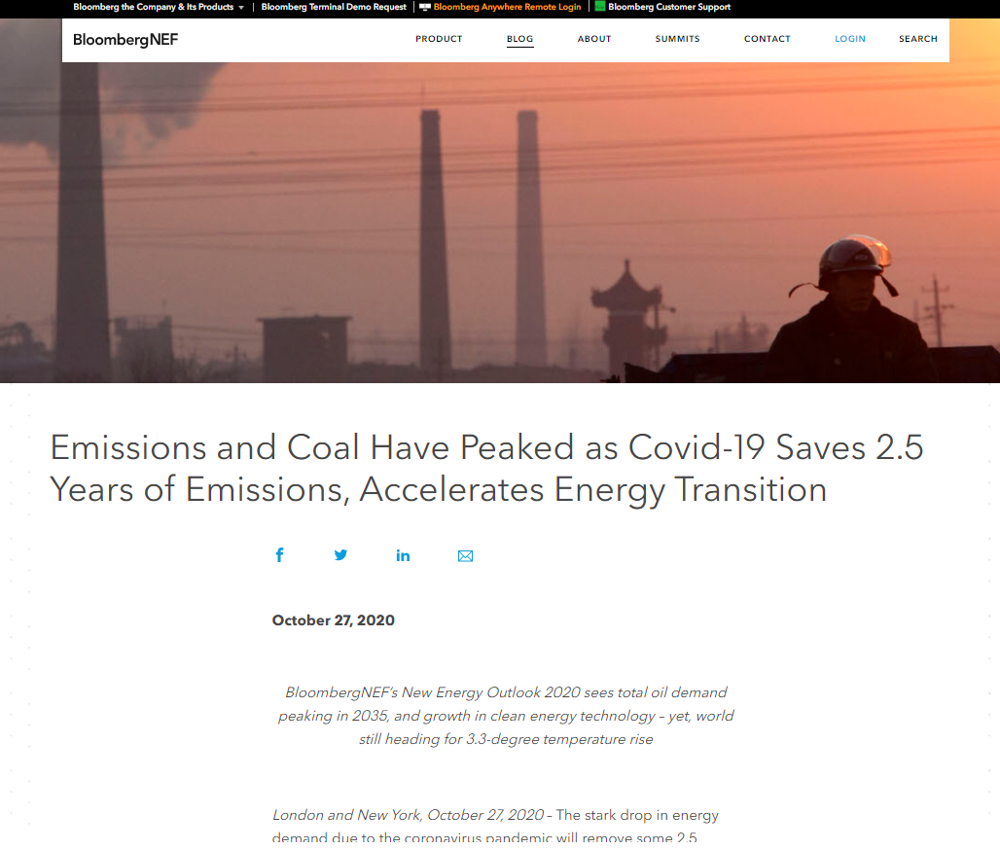 Bloomberg the Company & Its Products
Bloomberg Terminal Demo Request
Bloomberg Anywhere Remote Login
Bloomberg Customer Support
BloombergNEF
PRODUCT
BLOG
ABOUT
SUMMITS
CONTACT
LOGIN
SEARCH
Emissions and Coal Have Peaked as Covid-19 Saves 2.5
Years of Emissions, Accelerates Energy Transition
October 27, 2020
BloombergNEF's New Energy Outlook 2020 sees total oil demand
peaking in 2035, and growth in clean energy technology – yet, world
still heading for 3.3-degree temperature rise
London and New York, October 27, 2020 – The stark drop in energy
demand due to the coronavirus pandemic will remove some 2.5